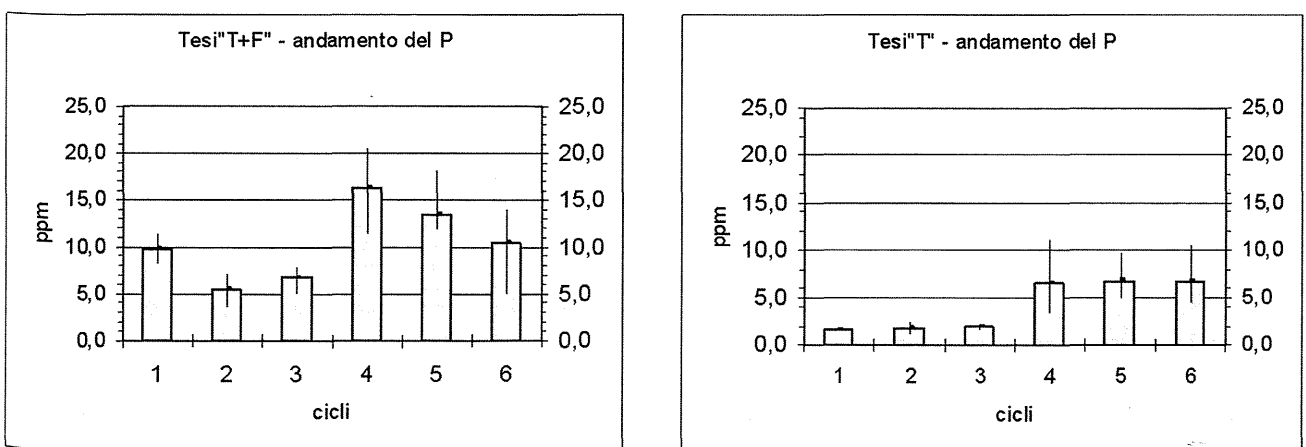 Tesi"T+F" - andamento del P
25,0 25,0
20,0 20,0
15,0 15,0
10,0 10,0
5,0 5,0
0,0 0,0
ppm
1 2 3 4 5 6
cicli
Tesi"T" - andamento del P
25,0 25,0
20,0 20,0
15,0 15,0
10,0 10,0
5,0 5,0
0,0 0,0
ppm
1 2 3 4 5 6
cicli